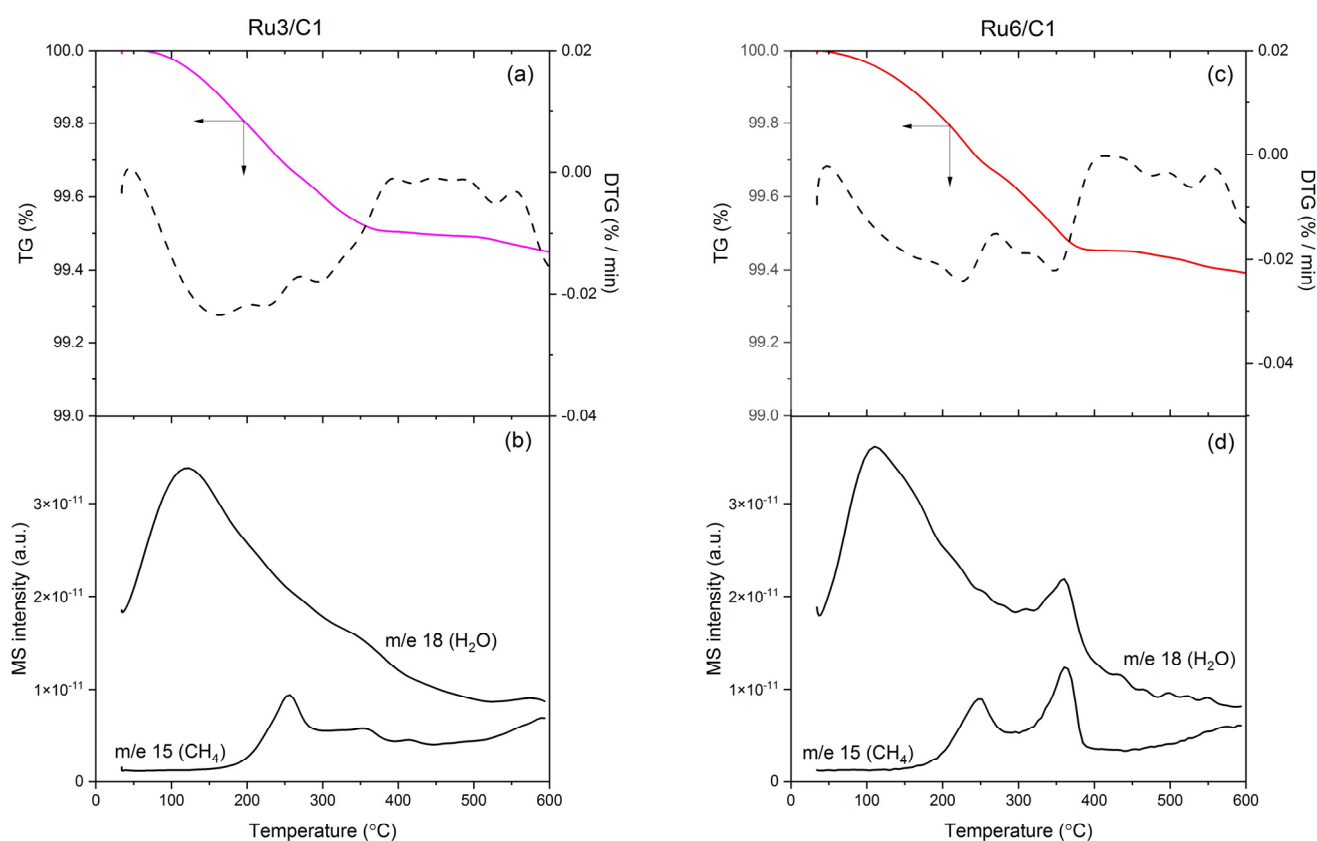 Ru3/C1
(a)
100.0
99.8
99.6
99.4
99.2
99.0
TG (%)
0.02
0.00
-0.02
-0.04
DTG (% / min)
(b)
3×10⁻¹¹
2×10⁻¹¹
1×10⁻¹¹
0
MS intensity (a.u.)
m/e 18 (H₂O)
m/e 15 (CH₄)
0 100 200 300 400 500 600
Temperature (°C)
Ru6/C1
(c)
100.0
99.8
99.6
99.4
99.2
99.0
TG (%)
0.02
0.00
-0.02
-0.04
DTG (% / min)
(d)
3×10⁻¹¹
2×10⁻¹¹
1×10⁻¹¹
0
MS intensity (a.u.)
m/e 18 (H₂O)
m/e 15 (CH₄)
0 100 200 300 400 500 600
Temperature (°C)